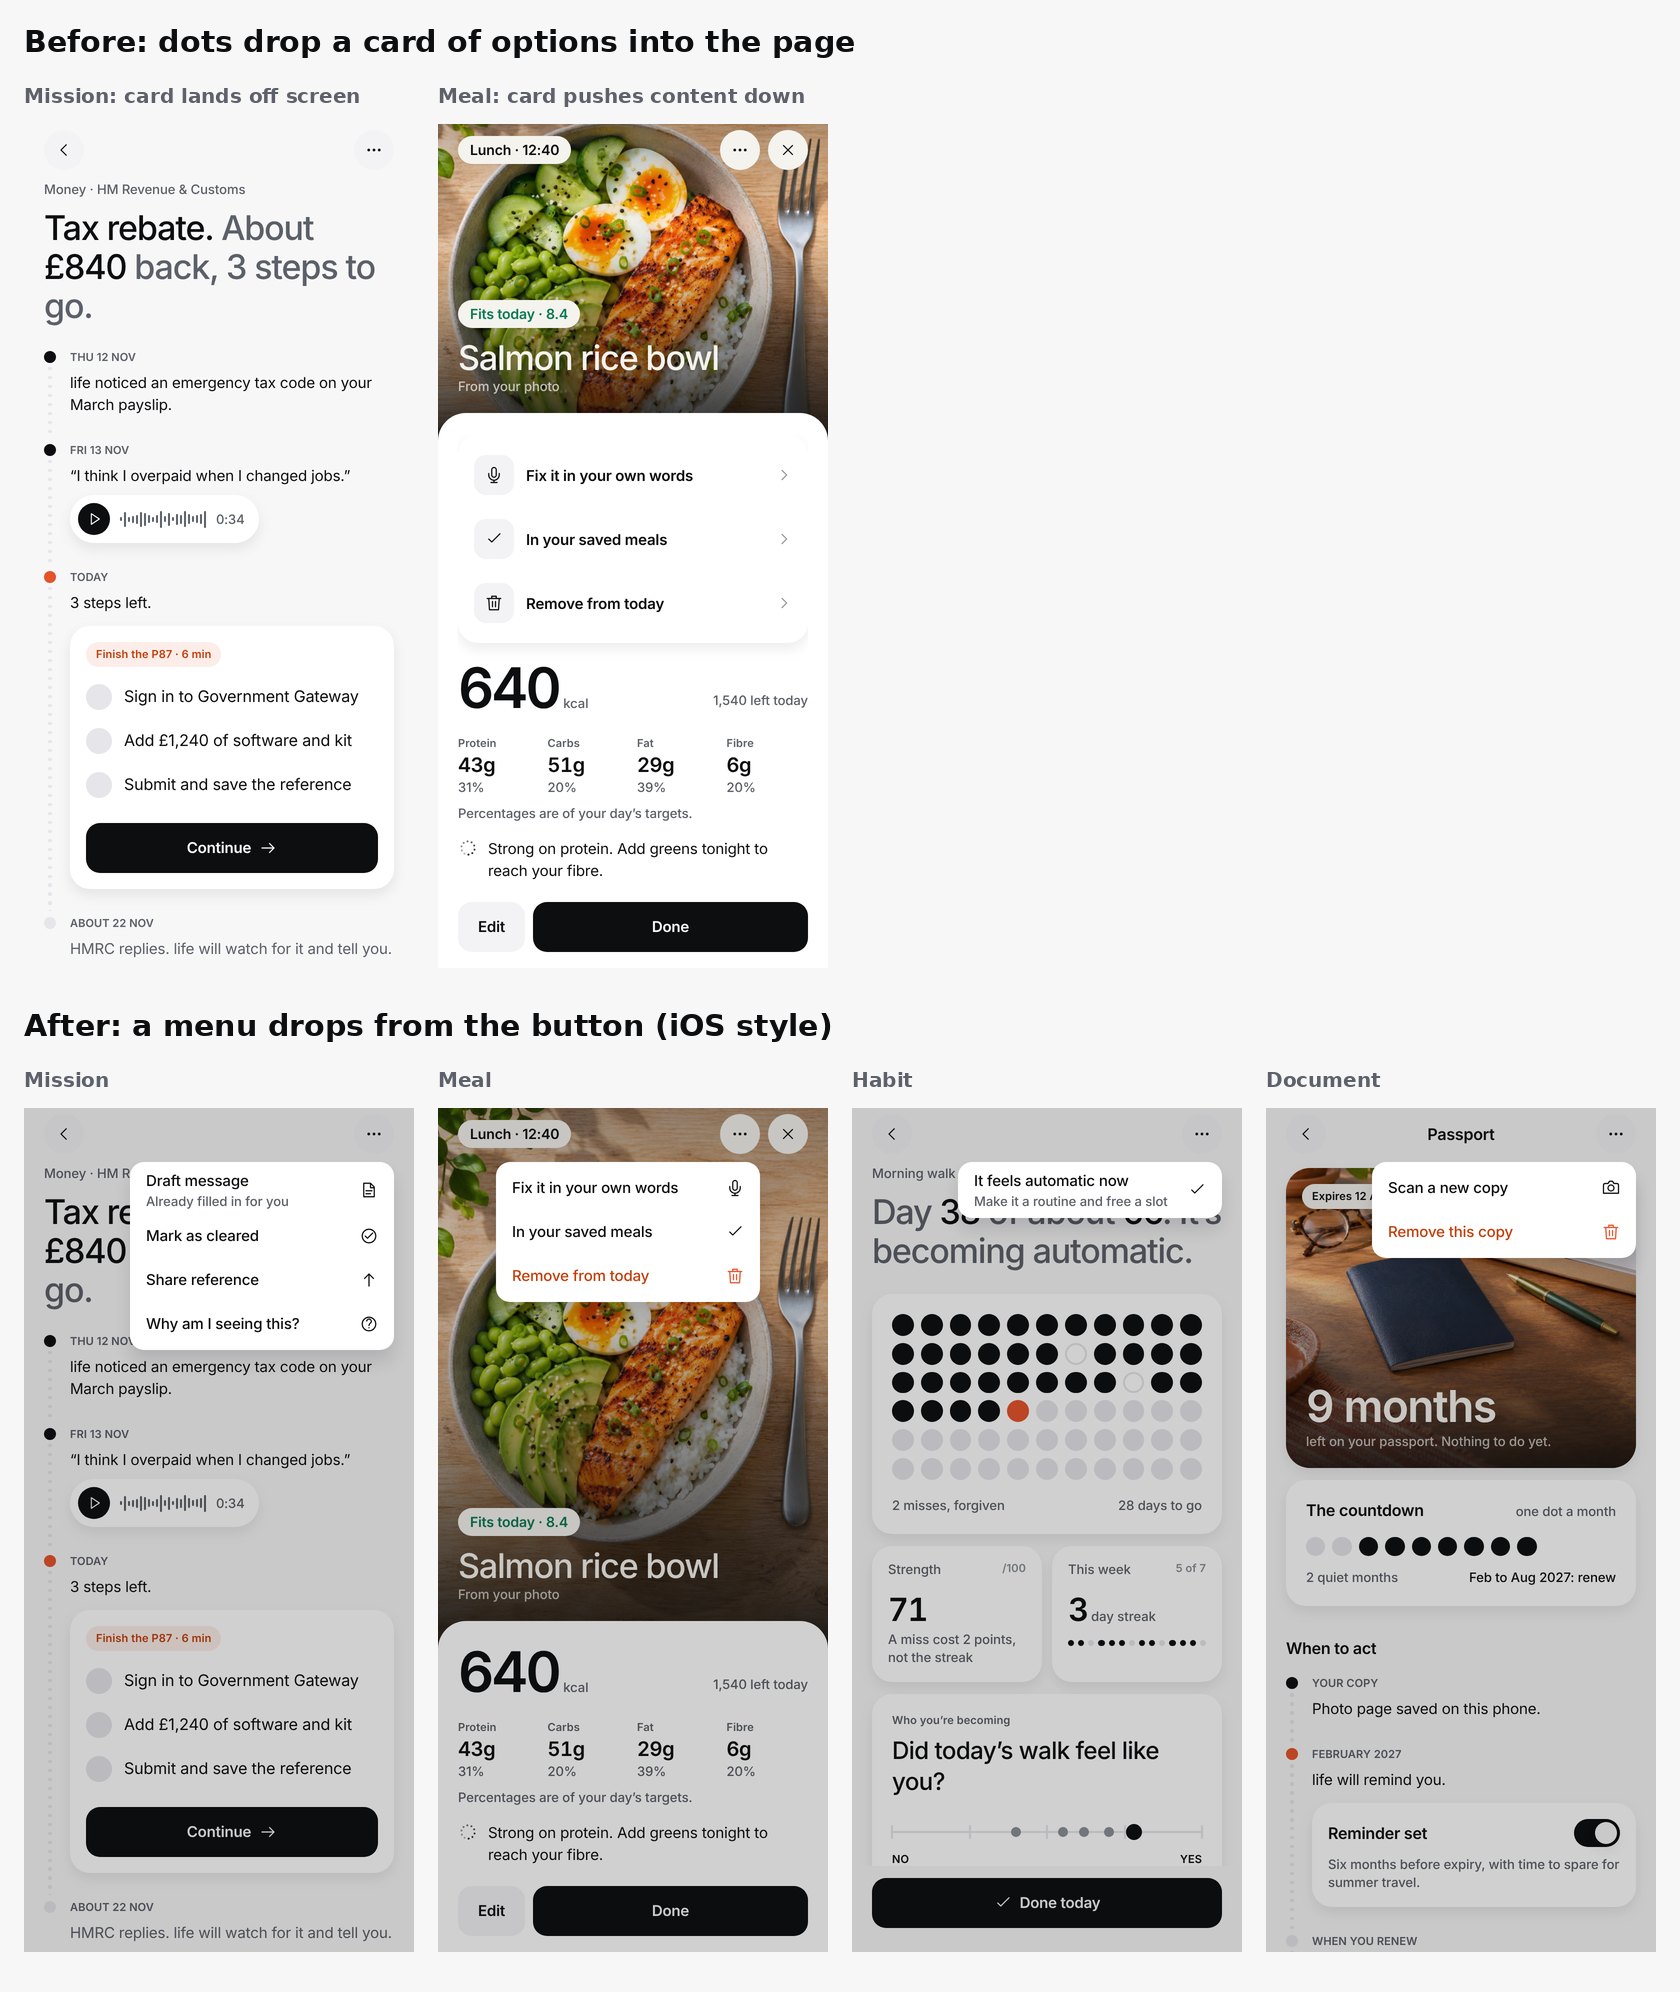 Before: dots drop a card of options into the page
Mission: card lands off screen
Money · HM Revenue & Customs
Tax rebate. About
£840 back, 3 steps to
go.
THU 12 NOV
life noticed an emergency tax code on your
March payslip.
FRI 13 NOV
“I think I overpaid when I changed jobs.”
0:34
TODAY
3 steps left.
Finish the P87 · 6 min
Sign in to Government Gateway
Add £1,240 of software and kit
Submit and save the reference
Continue
ABOUT 22 NOV
HMRC replies. life will watch for it and tell you.
Meal: card pushes content down
Lunch · 12:40
Fits today · 8.4
Salmon rice bowl
From your photo
Fix it in your own words
In your saved meals
Remove from today
640 kcal
1,540 left today
Protein Carbs Fat Fibre
43g 51g 29g 6g
31% 20% 39% 20%
Percentages are of your day’s targets.
Strong on protein. Add greens tonight to
reach your fibre.
Edit
Done
After: a menu drops from the button (iOS style)
Mission
Money · HM R
Draft message
Already filled in for you
Mark as cleared
Share reference
Why am I seeing this?
Tax re
£840
go.
THU 12 NOV
life noticed an emergency tax code on your
March payslip.
FRI 13 NOV
“I think I overpaid when I changed jobs.”
0:34
TODAY
3 steps left.
Finish the P87 · 6 min
Sign in to Government Gateway
Add £1,240 of software and kit
Submit and save the reference
Continue
ABOUT 22 NOV
HMRC replies. life will watch for it and tell you.
Meal
Lunch · 12:40
Fix it in your own words
In your saved meals
Remove from today
Fits today · 8.4
Salmon rice bowl
From your photo
640 kcal
1,540 left today
Protein Carbs Fat Fibre
43g 51g 29g 6g
31% 20% 39% 20%
Percentages are of your day’s targets.
Strong on protein. Add greens tonight to
reach your fibre.
Edit
Done
Habit
Morning walk
It feels automatic now
Make it a routine and free a slot
Day
becoming automatic.
2 misses, forgiven
28 days to go
Strength /100
71
A miss cost 2 points,
not the streak
This week 5 of 7
3 day streak
Who you’re becoming
Did today’s walk feel like
you?
NO YES
Done today
Document
Passport
Expires 12
Scan a new copy
Remove this copy
9 months
left on your passport. Nothing to do yet.
The countdown
one dot a month
2 quiet months
Feb to Aug 2027: renew
When to act
YOUR COPY
Photo page saved on this phone.
FEBRUARY 2027
life will remind you.
Reminder set
Six months before expiry, with time to spare for
summer travel.
WHEN YOU RENEW